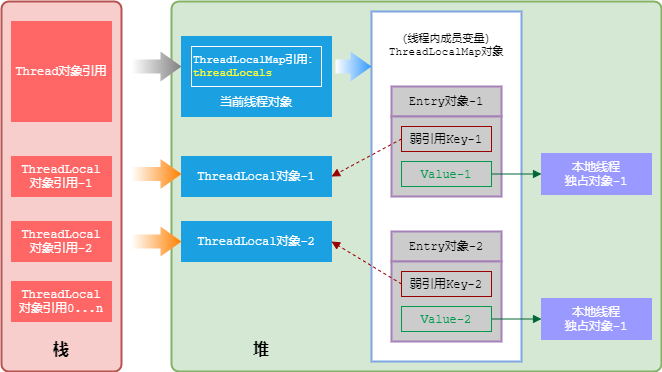 Thread对象引用
ThreadLocal
对象引用-1
ThreadLocal
对象引用-2
ThreadLocal
对象引用0...n
栈
ThreadLocalMap引用:
threadLocals
当前线程对象
ThreadLocal对象-1
ThreadLocal对象-2
堆
(线程内成员变量)
ThreadLocalMap对象
Entry对象-1
弱引用Key-1
Value-1
Entry对象-2
弱引用Key-2
Value-2
本地线程
独占对象-1
本地线程
独占对象-1